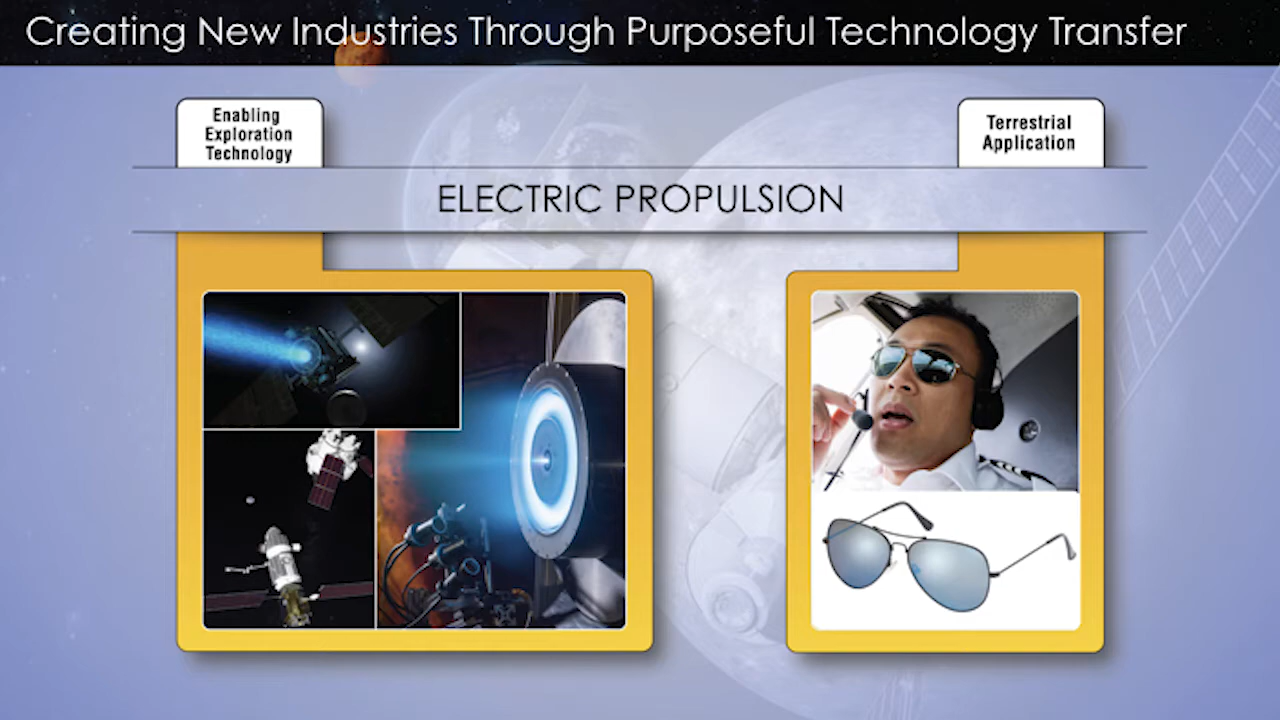 Creating New Industries Through Purposeful Technology Transfer
Enabling
Exploration
Technology
Terrestrial
Application
ELECTRIC PROPULSION